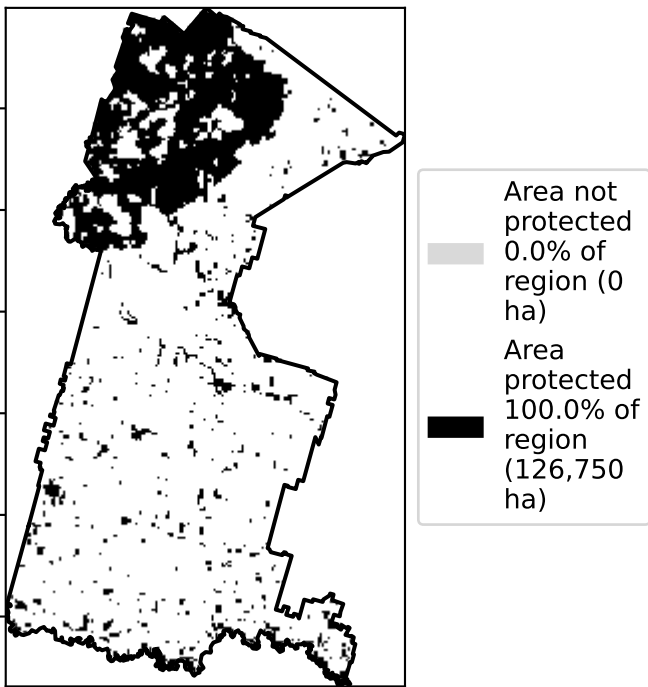 Area not
protected
0.0% of
region (0
ha)
Area
protected
100.0% of
region
(126,750
ha)